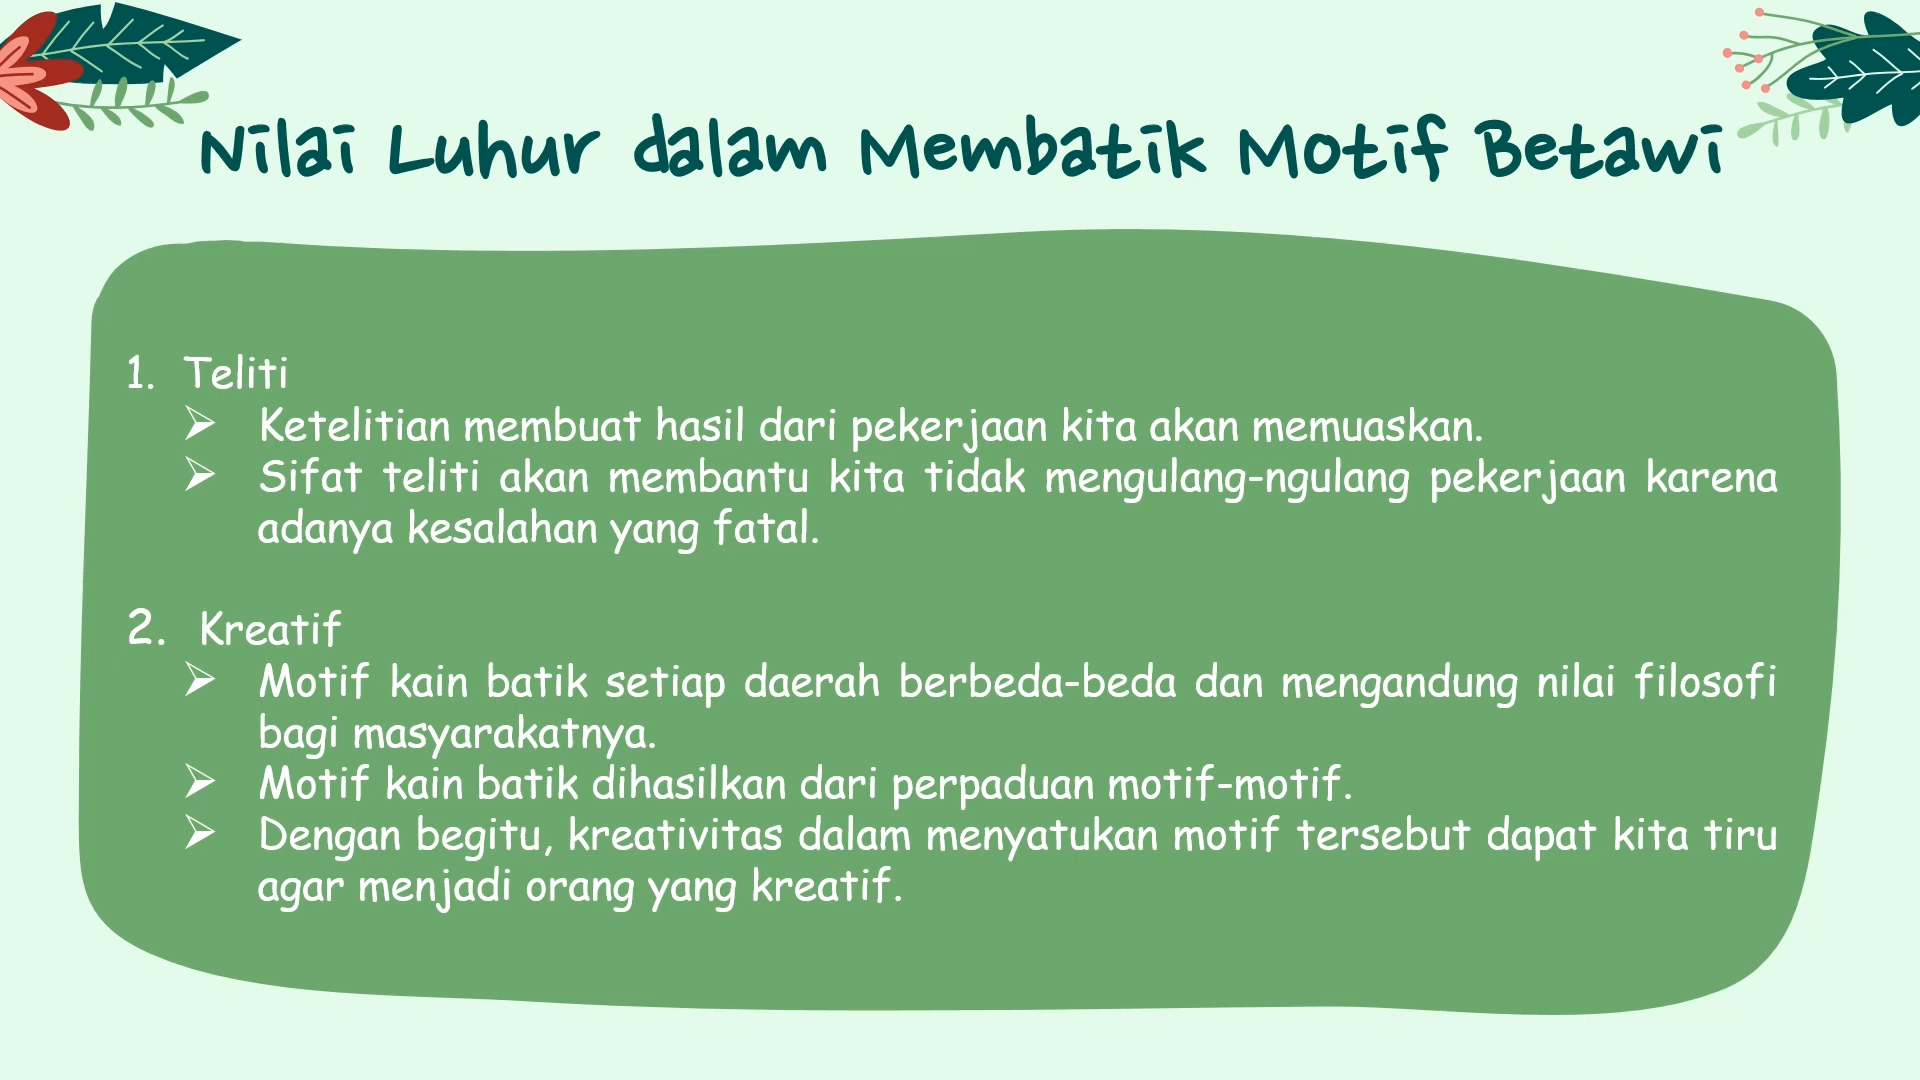 Nilai Luhur dalam Membatik Motif Betawi
1. Teliti
➢ Ketelitian membuat hasil dari pekerjaan kita akan memuaskan.
➢ Sifat teliti akan membantu kita tidak mengulang-ngulang pekerjaan karena
adanya kesalahan yang fatal.
2. Kreatif
➢ Motif kain batik setiap daerah berbeda-beda dan mengandung nilai filosofi
bagi masyarakatnya.
➢ Motif kain batik dihasilkan dari perpaduan motif-motif.
➢ Dengan begitu, kreativitas dalam menyatukan motif tersebut dapat kita tiru
agar menjadi orang yang kreatif.